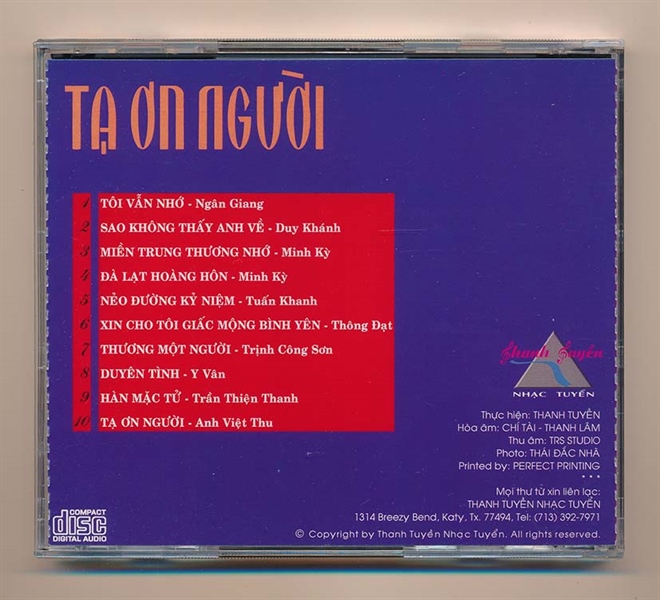 TẠ ƠN NGƯỜI
1 TÔI VẪN NHỚ - Ngân Giang
2 SAO KHÔNG THẤY ANH VỀ - Duy Khánh
3 MIỀN TRUNG THƯƠNG NHỚ - Minh Kỳ
4 ĐÀ LẠT HOÀNG HÔN - Minh Kỳ
5 NẺO ĐƯỜNG KỶ NIỆM - Tuấn Khanh
6 XIN CHO TÔI GIẤC MỘNG BÌNH YÊN - Thông Đạt
7 THƯƠNG MỘT NGƯỜI - Trịnh Công Sơn
8 DUYÊN TÌNH - Y Vân
9 HÀN MẶC TỬ - Trần Thiện Thanh
10 TẠ ƠN NGƯỜI - Anh Việt Thu
Thanh Tuyền
NHẠC TUYỂN
Thực hiện: THANH TUYỀN
Hòa âm: CHÍ TÀI - THANH LÂM
Thu âm: TRS STUDIO
Photo: THÁI ĐẮC NHÃ
Printed by: PERFECT PRINTING
***
Mọi thư từ xin liên lạc:
THANH TUYỀN NHẠC TUYỂN
1314 Breezy Bend, Katy, Tx. 77494, Tel: (713) 392-7971
© Copyright by Thanh Tuyền Nhạc Tuyển. All rights reserved.
COMPACT
disc
DIGITAL AUDIO